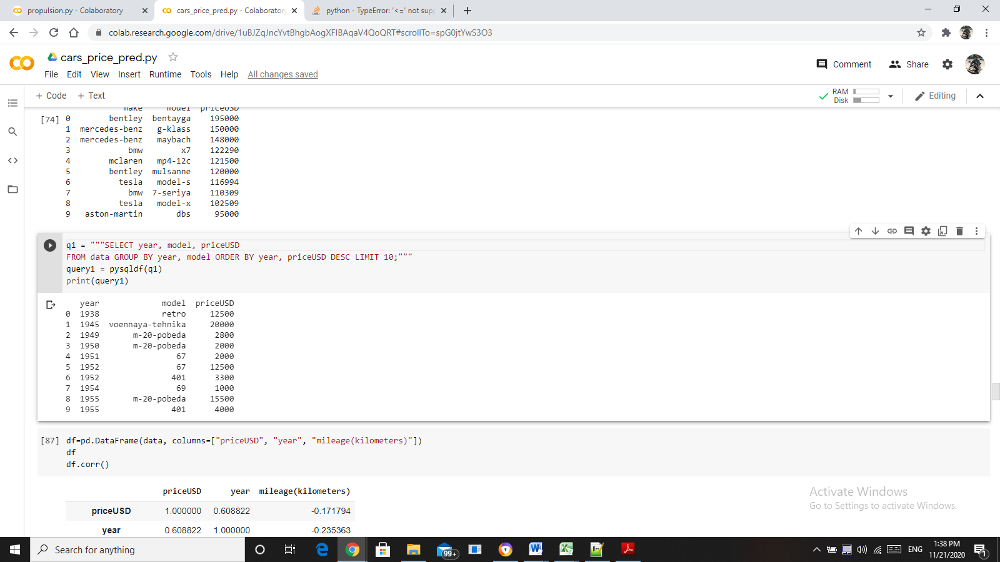 propulsion.py - Colaboratory
cars_price_pred.py - Colaboratory
python - TypeError: '<=' not supp
colab.research.google.com/drive/1uBJZqJncYvtBhgbAogXFIBAqaV4QoQRT#scrollTo=spG0jtYwS3O3
cars_price_pred.py
File Edit View Insert Runtime Tools Help All changes saved
Comment Share
+ Code + Text
RAM
Disk
Editing
make model priceUSD
[74] 0 bentley bentayga 195000
1 mercedes-benz g-klass 150000
2 mercedes-benz maybach 148000
3 bmw x7 122290
4 mclaren mp4-12c 121500
5 bentley mulsanne 120000
6 tesla model-s 116994
7 bmw 7-seriya 110309
8 tesla model-x 102509
9 aston-martin dbs 95000
q1 = """SELECT year, model, priceUSD
FROM data GROUP BY year, model ORDER BY year, priceUSD DESC LIMIT 10;"""
query1 = pysqldf(q1)
print(query1)
year model priceUSD
0 1938 retro 12500
1 1945 voennaya-tehnika 20000
2 1949 m-20-pobeda 2800
3 1950 m-20-pobeda 2000
4 1951 67 2000
5 1952 67 12500
6 1952 401 3300
7 1954 69 1000
8 1955 m-20-pobeda 15500
9 1955 401 4000
[87] df=pd.DataFrame(data, columns=["priceUSD", "year", "mileage(kilometers)"])
df
df.corr()
priceUSD year mileage(kilometers)
priceUSD 1.000000 0.608822 -0.171794
year 0.608822 1.000000 -0.235363
Activate Windows
Go to Settings to activate Windows.
Search for anything
99+
ENG
1:38 PM
11/21/2020
1